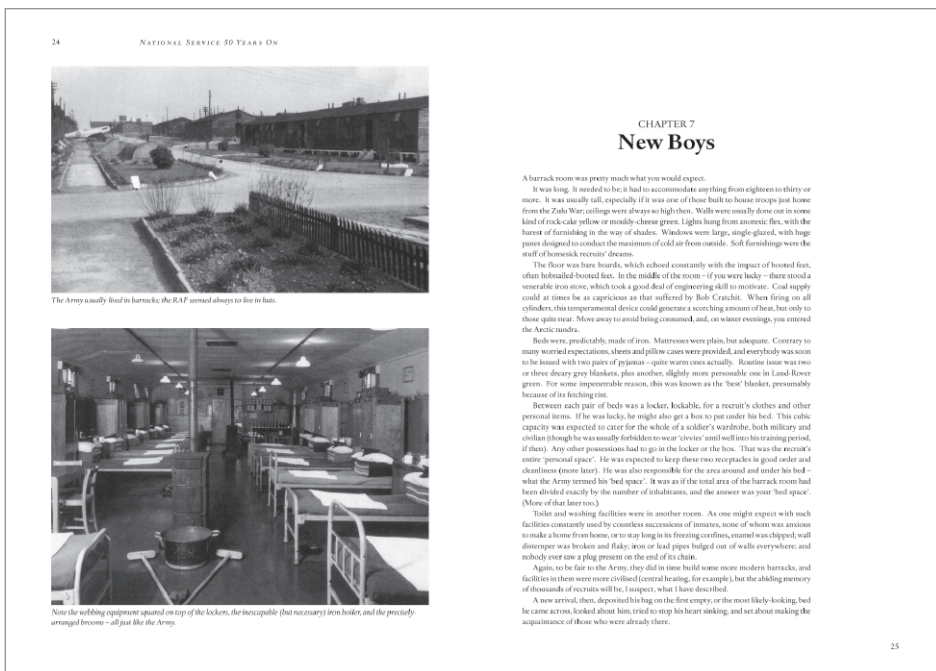 24
NATIONAL SERVICE 50 YEARS ON
The Army usually lived in barracks; the RAF seemed always to live in huts.
Note the webbing equipment squared on top of the lockers, the inescapable (but necessary) iron boiler, and the precisely-
arranged brooms – all just like the Army.
CHAPTER 7
New Boys
A barrack room was pretty much what you would expect.
It was long. It needed to be; it had to accommodate anything from eighteen to thirty or
more. It was usually tall, especially if it was one of those built to house troops just home
from the Zulu War; ceilings were always so high then. Walls were usually done out in some
kind of rock-cake yellow or mouldy-cheese green. Lights hung from anorexic flex, with the
barest of furnishing in the way of shades. Windows were large, single-glazed, with huge
panes designed to conduct the maximum of cold air from outside. Soft furnishings were the
stuff of homesick recruits' dreams.
The floor was bare boards, which echoed constantly with the impact of booted feet,
often hobnailed-booted feet. In the middle of the room – if you were lucky – there stood a
venerable iron stove, which took a good deal of engineering skill to motivate. Coal supply
could at times be as capricious as that suffered by Bob Cratchit. When firing on all
cylinders, this temperamental device could generate a scorching amount of heat, but only to
those quite near. Move away to avoid being consumed, and, on winter evenings, you entered
the Arctic tundra.
Beds were, predictably, made of iron. Mattresses were plain, but adequate. Contrary to
many worried expectations, sheets and pillow cases were provided, and everybody was soon
to be issued with two pairs of pyjamas – quite warm ones actually. Routine issue was two
or three dreary grey blankets, plus another, slightly more personable one in Land-Rover
green. For some impenetrable reason, this was known as the 'best' blanket, presumably
because of its fetching tint.
Between each pair of beds was a locker, lockable, for a recruit's clothes and other
personal items. If he was lucky, he might also get a box to put under his bed. This cubic
capacity was expected to cater for the whole of a soldier's wardrobe, both military and
civilian (though he was usually forbidden to wear 'civvies' until well into his training period,
if then). Any other possessions had to go in the locker or the box. That was the recruit's
entire 'personal space'. He was expected to keep these two receptacles in good order and
cleanliness (more later). He was also responsible for the area around and under his bed –
what the Army termed his 'bed space'. It was as if the total area of the barrack room had
been divided exactly by the number of inhabitants, and the answer was your 'bed space'.
(More of that later too.)
Toilet and washing facilities were in another room. As one might expect with such
facilities constantly used by countless successions of inmates, none of whom was anxious
to make a home from home, or to stay long in its freezing confines, enamel was chipped; wall
distemper was broken and flaky; iron or lead pipes bulged out of walls everywhere; and
nobody ever saw a plug present on the end of its chain.
Again, to be fair to the Army, they did in time build some more modern barracks, and
facilities in them were more civilised (central heating, for example), but the abiding memory
of thousands of recruits will be, I suspect, what I have described.
A new arrival, then, deposited his bag on the first empty, or the most likely-looking, bed
he came across, looked about him, tried to stop his heart sinking, and set about making the
acquaintance of those who were already there.
25